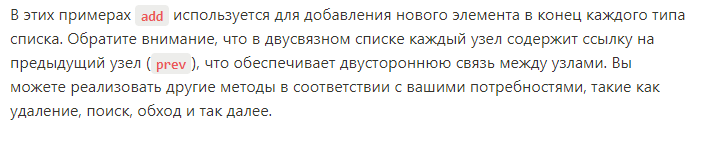 В этих примерах add используется для добавления нового элемента в конец каждого типа
списка. Обратите внимание, что в двусвязном списке каждый узел содержит ссылку на
предыдущий узел (prev), что обеспечивает двустороннюю связь между узлами. Вы
можете реализовать другие методы в соответствии с вашими потребностями, такие как
удаление, поиск, обход и так далее.